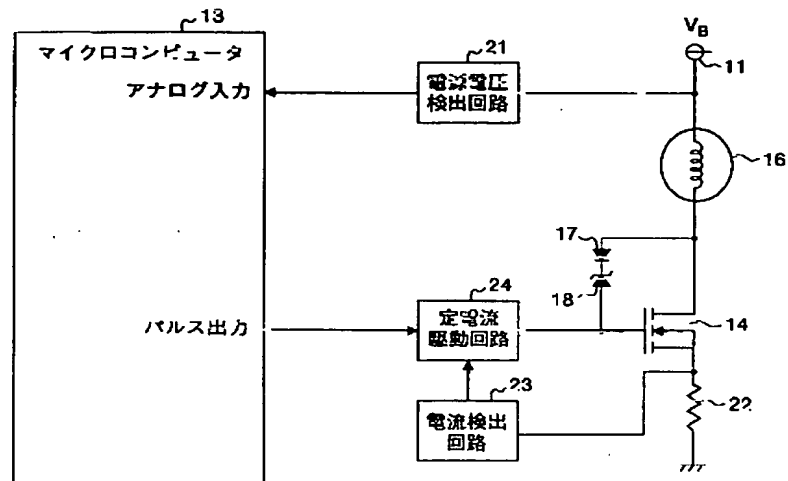 13
マイクロコンピュータ
アナログ入力
パルス出力
21
電源電圧
検出回路
VB
11
16
17
18
24
定電流
駆動回路
14
23
電流検出
回路
22